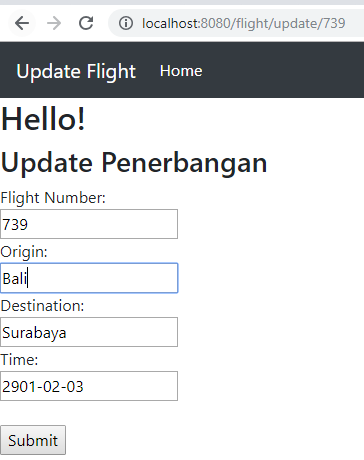 localhost:8080/flight/update/739
Update Flight Home
Hello!
Update Penerbangan
Flight Number:
739
Origin:
Bali
Destination:
Surabaya
Time:
2901-02-03
Submit